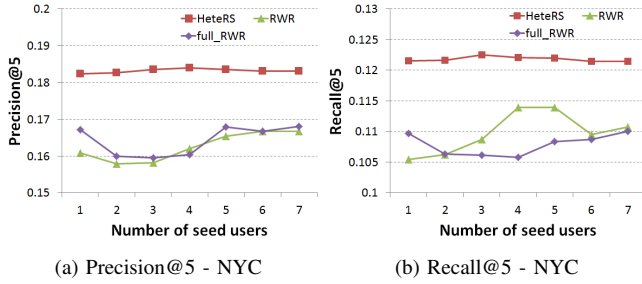 HeteRS RWR
full_RWR
Precision@5
0.2
0.19
0.18
0.17
0.16
0.15
1 2 3 4 5 6 7
Number of seed users
(a) Precision@5 - NYC
HeteRS RWR
full_RWR
Recall@5
0.13
0.125
0.12
0.115
0.11
0.105
0.1
1 2 3 4 5 6 7
Number of seed users
(b) Recall@5 - NYC